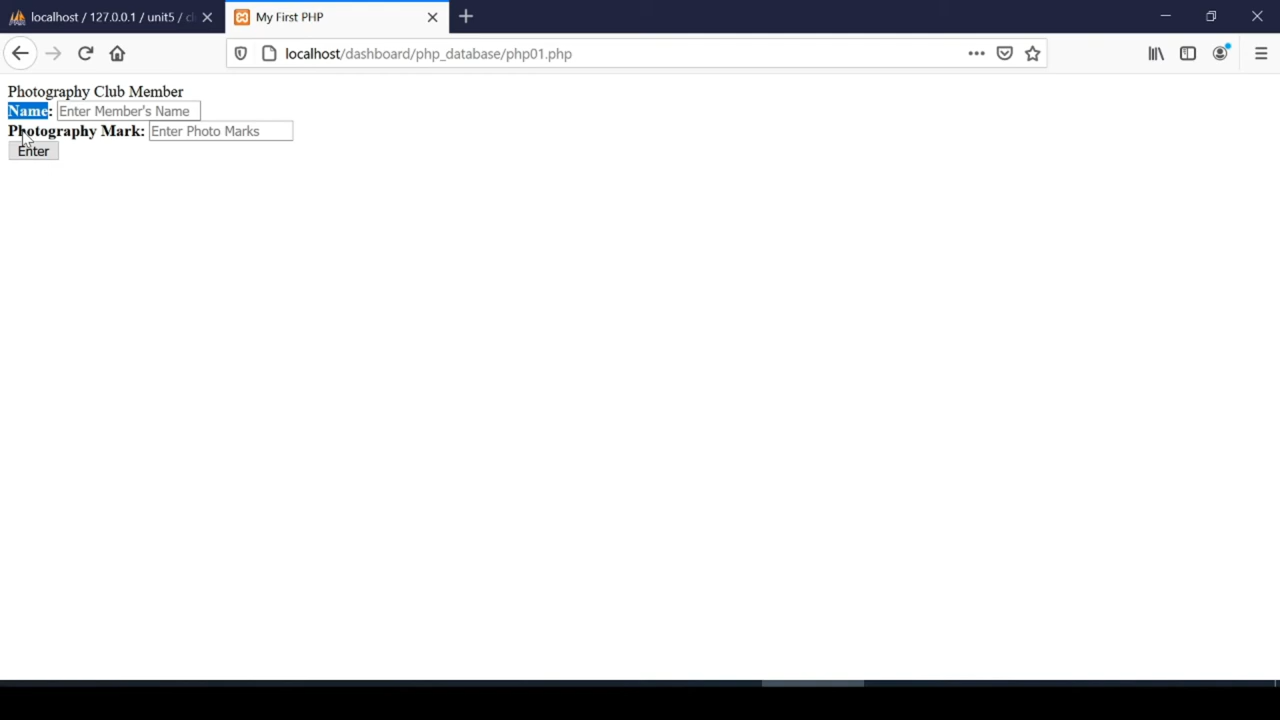 localhost / 127.0.0.1 / unit5 / cl
My First PHP
localhost/dashboard/php_database/php01.php
Photography Club Member
Name: Enter Member's Name
Photography Mark: Enter Photo Marks
Enter